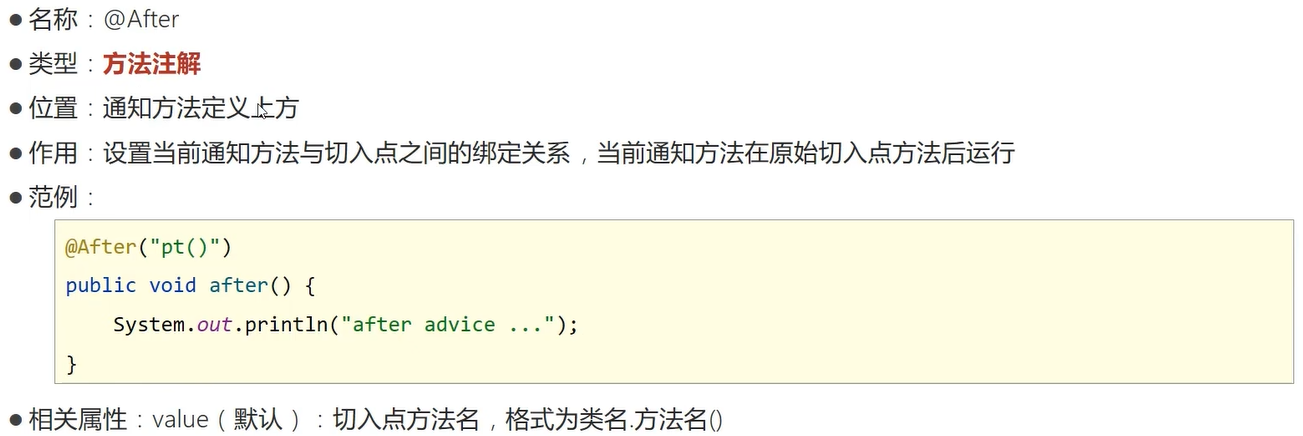 ● 名称：@After
● 类型：方法注解
● 位置：通知方法定义上方
● 作用：设置当前通知方法与切入点之间的绑定关系，当前通知方法在原始切入点方法后运行
● 范例：
@After("pt()")
public void after() {
    System.out.println("after advice ...");
}
● 相关属性：value（默认）：切入点方法名，格式为类名.方法名()